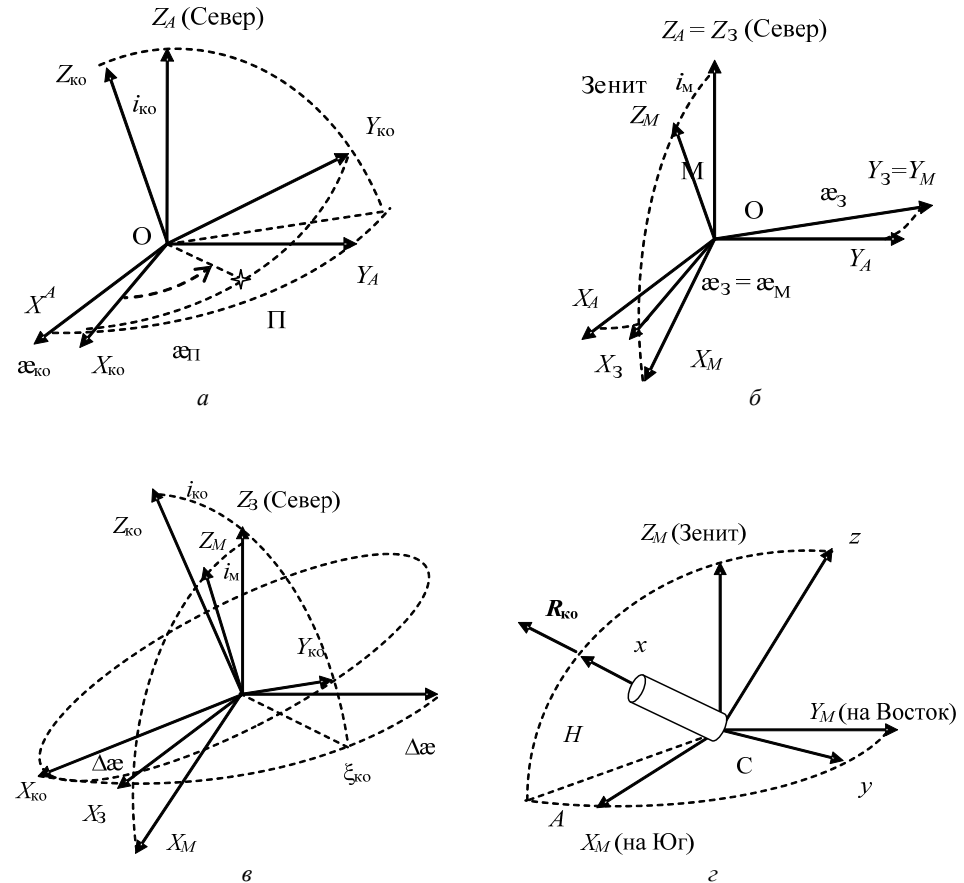 Z_A (Север)
Z_ко
i_ко
Y_ко
О
Y_A
X^A
П
æ_ко
X_ко
æ_П
а
Z_A = Z_З (Север)
Зенит
i_м
Z_M
М
Y_З=Y_M
æ_З
О
Y_A
æ_З = æ_М
X_A
X_З
X_M
б
i_ко
Z_З (Север)
Z_ко
Z_M
i_м
Y_ко
Δæ
Δæ
X_ко
ξ_ко
X_З
X_M
в
Z_M (Зенит)
z
R_ко
x
Y_M (на Восток)
H
C
y
A
X_M (на Юг)
г